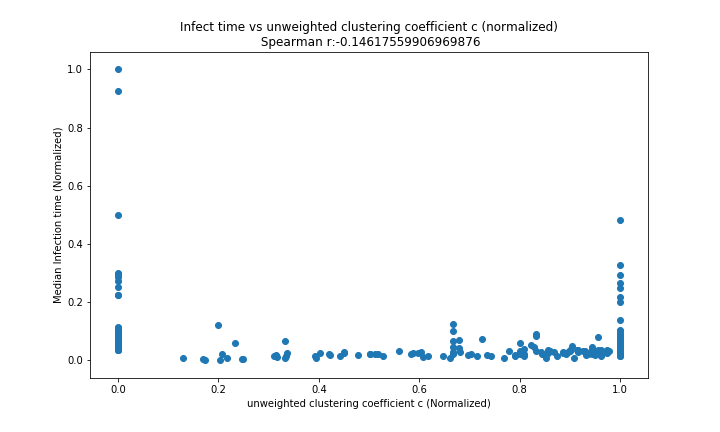 Infect time vs unweighted clustering coefficient c (normalized)
Spearman r:-0.14617559906969876
1.0
0.8
0.6
0.4
0.2
0.0
Median Infection time (Normalized)
0.0 0.2 0.4 0.6 0.8 1.0
unweighted clustering coefficient c (Normalized)